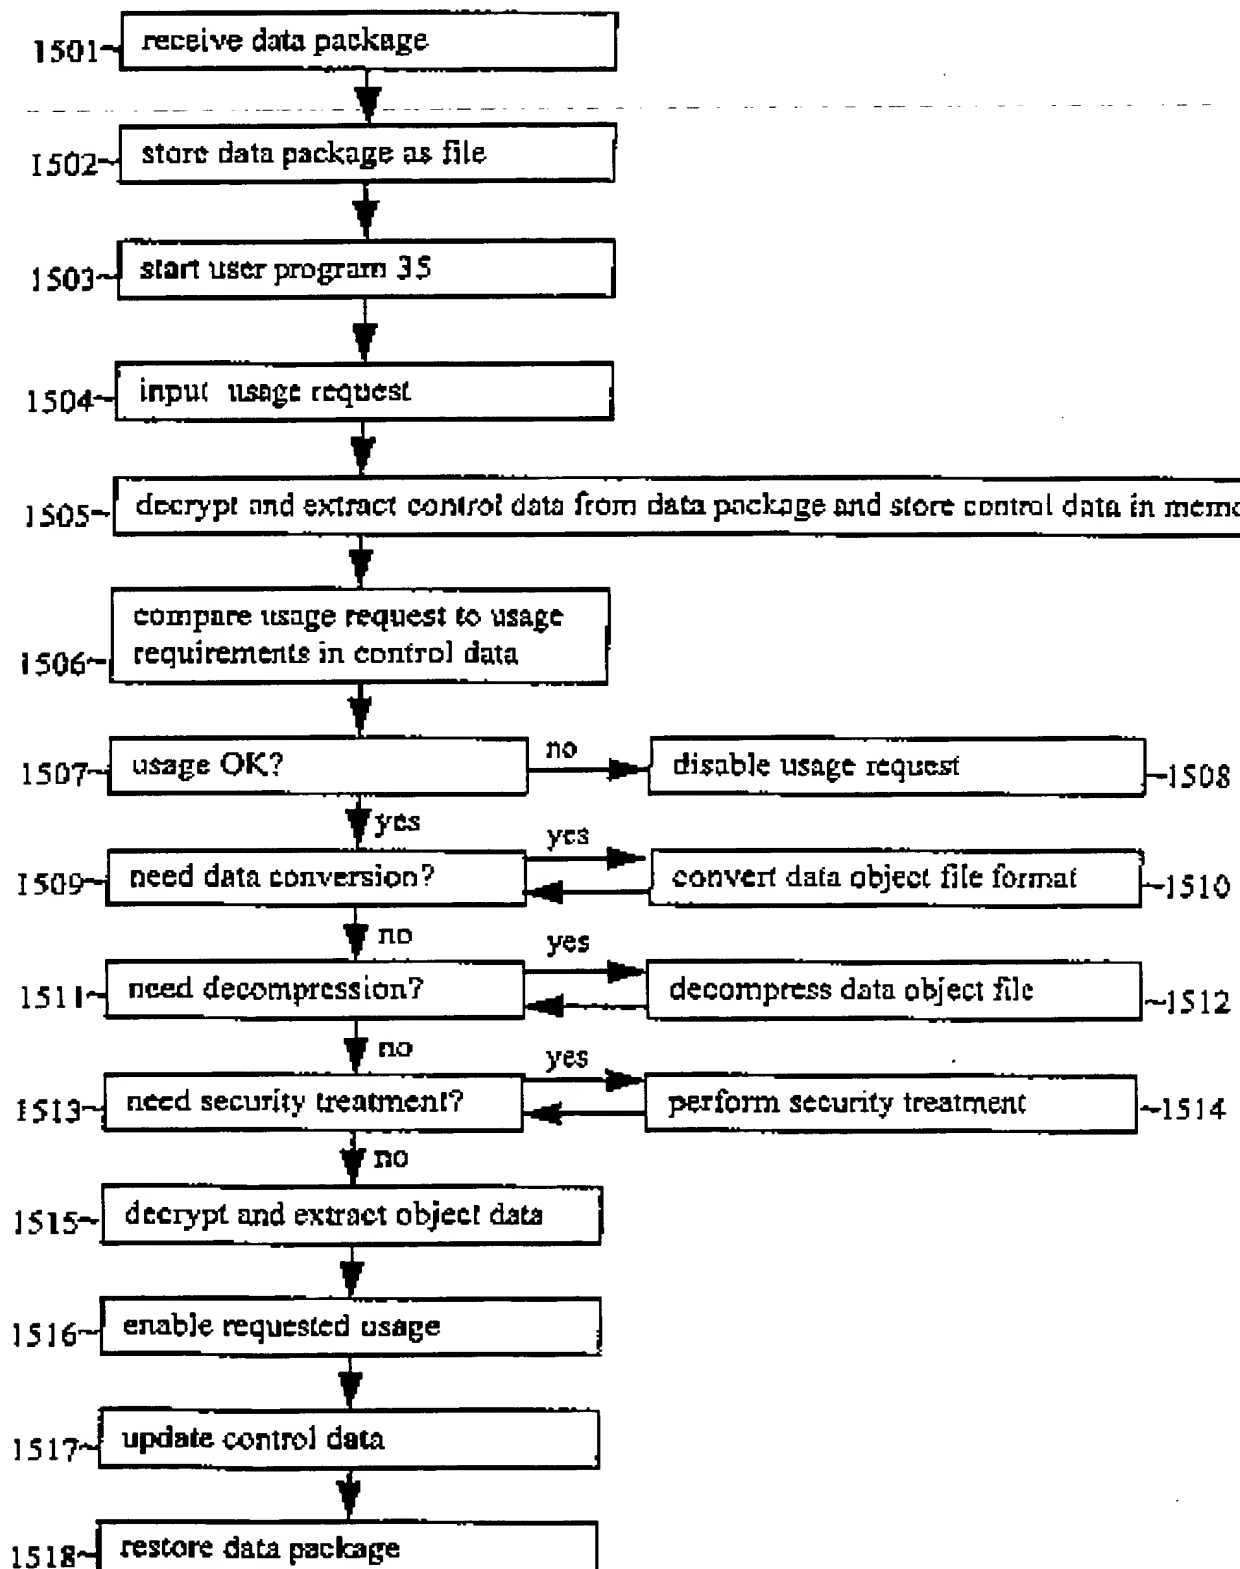 1501~ receive data package
1502~ store data package as file
1503~ start user program 35
1504~ input usage request
1505~ decrypt and extract control data from data package and store control data in memo
1506~ compare usage request to usage
requirements in control data
1507~ usage OK?
no
disable usage request ~1508
yes
1509~ need data conversion?
yes
convert data object file format ~1510
no
1511~ need decompression?
yes
decompress data object file ~1512
no
1513~ need security treatment?
yes
perform security treatment ~1514
no
1515~ decrypt and extract object data
1516~ enable requested usage
1517~ update control data
1518~ restore data package